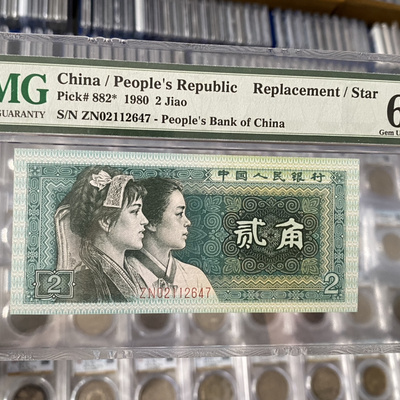 MG China / People's Republic Replacement / Star 6
GUARANTY Pick# 882* 1980 2 Jiao Gem U
S/N ZN02112647 - People's Bank of China
中国人民银行
贰角
2 ZN02112647 2